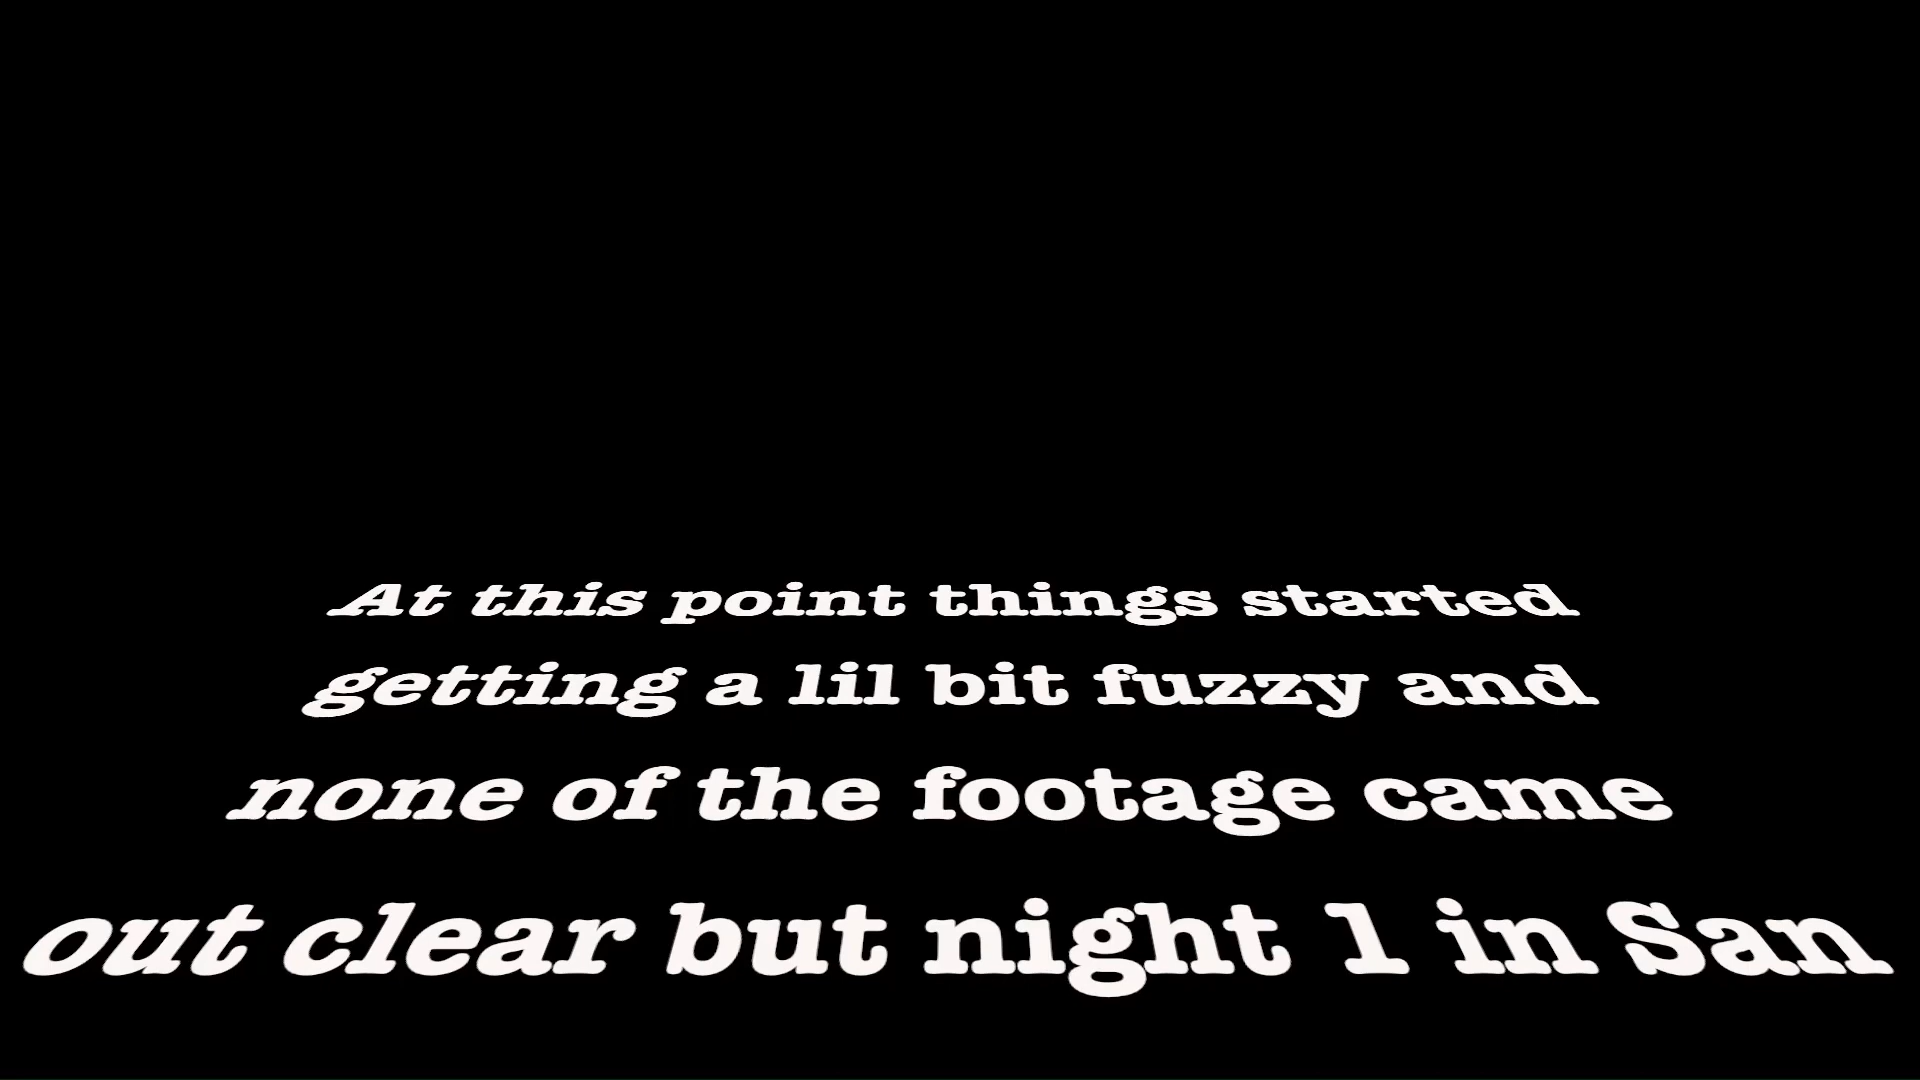 At this point things started
getting a lil bit fuzzy and
none of the footage came
out clear but night 1 in San